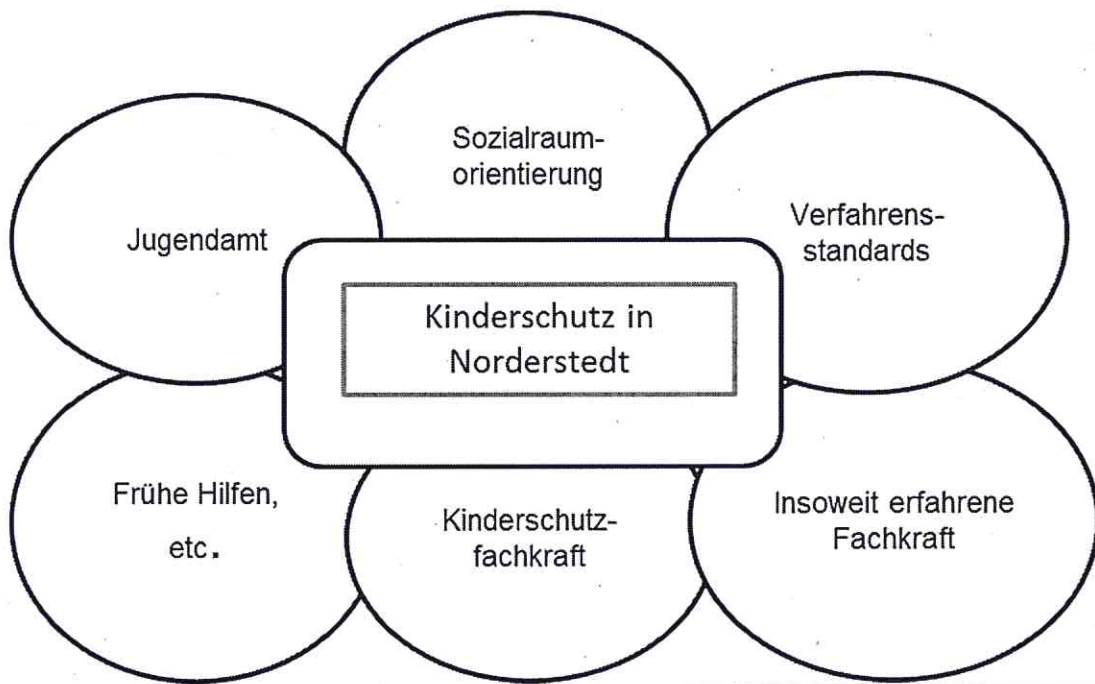 Sozialraum-
orientierung
Jugendamt
Verfahrens-
standards
Kinderschutz in
Norderstedt
Frühe Hilfen,
etc.
Kinderschutz-
fachkraft
Insoweit erfahrene
Fachkraft